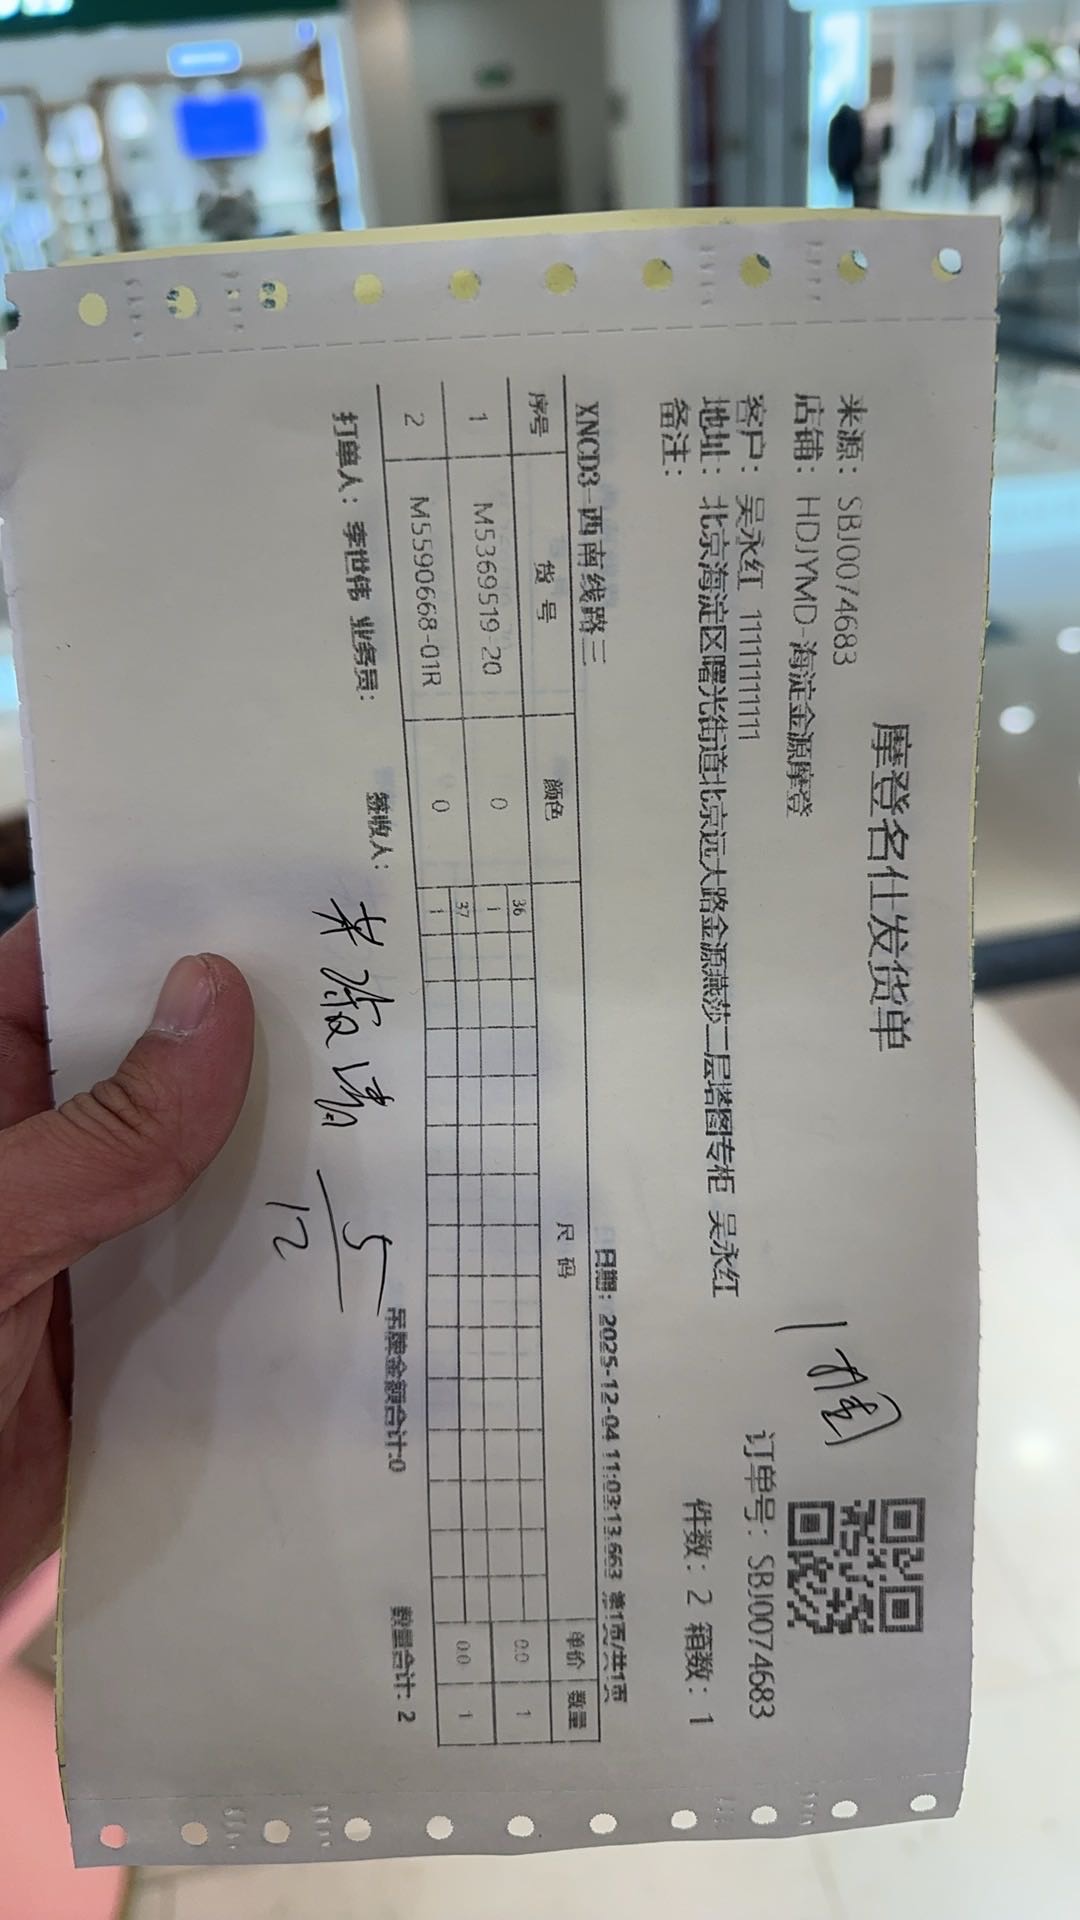 摩登名仕发货单
来源：SBJ0074683
店铺：HDJYMD-海淀金源摩登
订单号：SBJ0074683
客户：吴永红 11111111111
地址：北京海淀区曙光街道北京远大路金源燕莎二层塔图专柜 吴永红
件数：2 箱数：1
备注：
XNCD3-西南线路三 日期：2025-12-04 11:03:13.663 第1页/共1页
序号 货号 颜色 尺码 单价 数量
36
1 M5369519-20 0 1 0.0 1
37
2 M5590668-01R 0 1 0.0 1
打单人：李世伟 业务员： 签收人： 吊牌金额合计:0 数量合计: 2
5
12